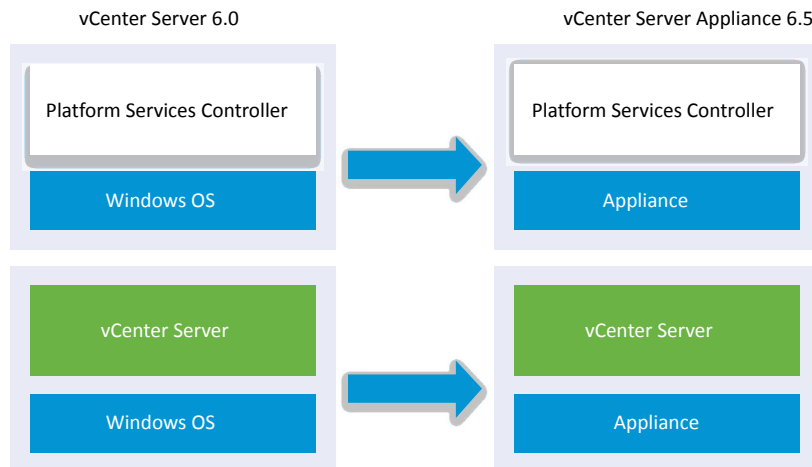 vCenter Server 6.0
vCenter Server Appliance 6.5
Platform Services Controller
Platform Services Controller
Windows OS
Appliance
vCenter Server
vCenter Server
Windows OS
Appliance